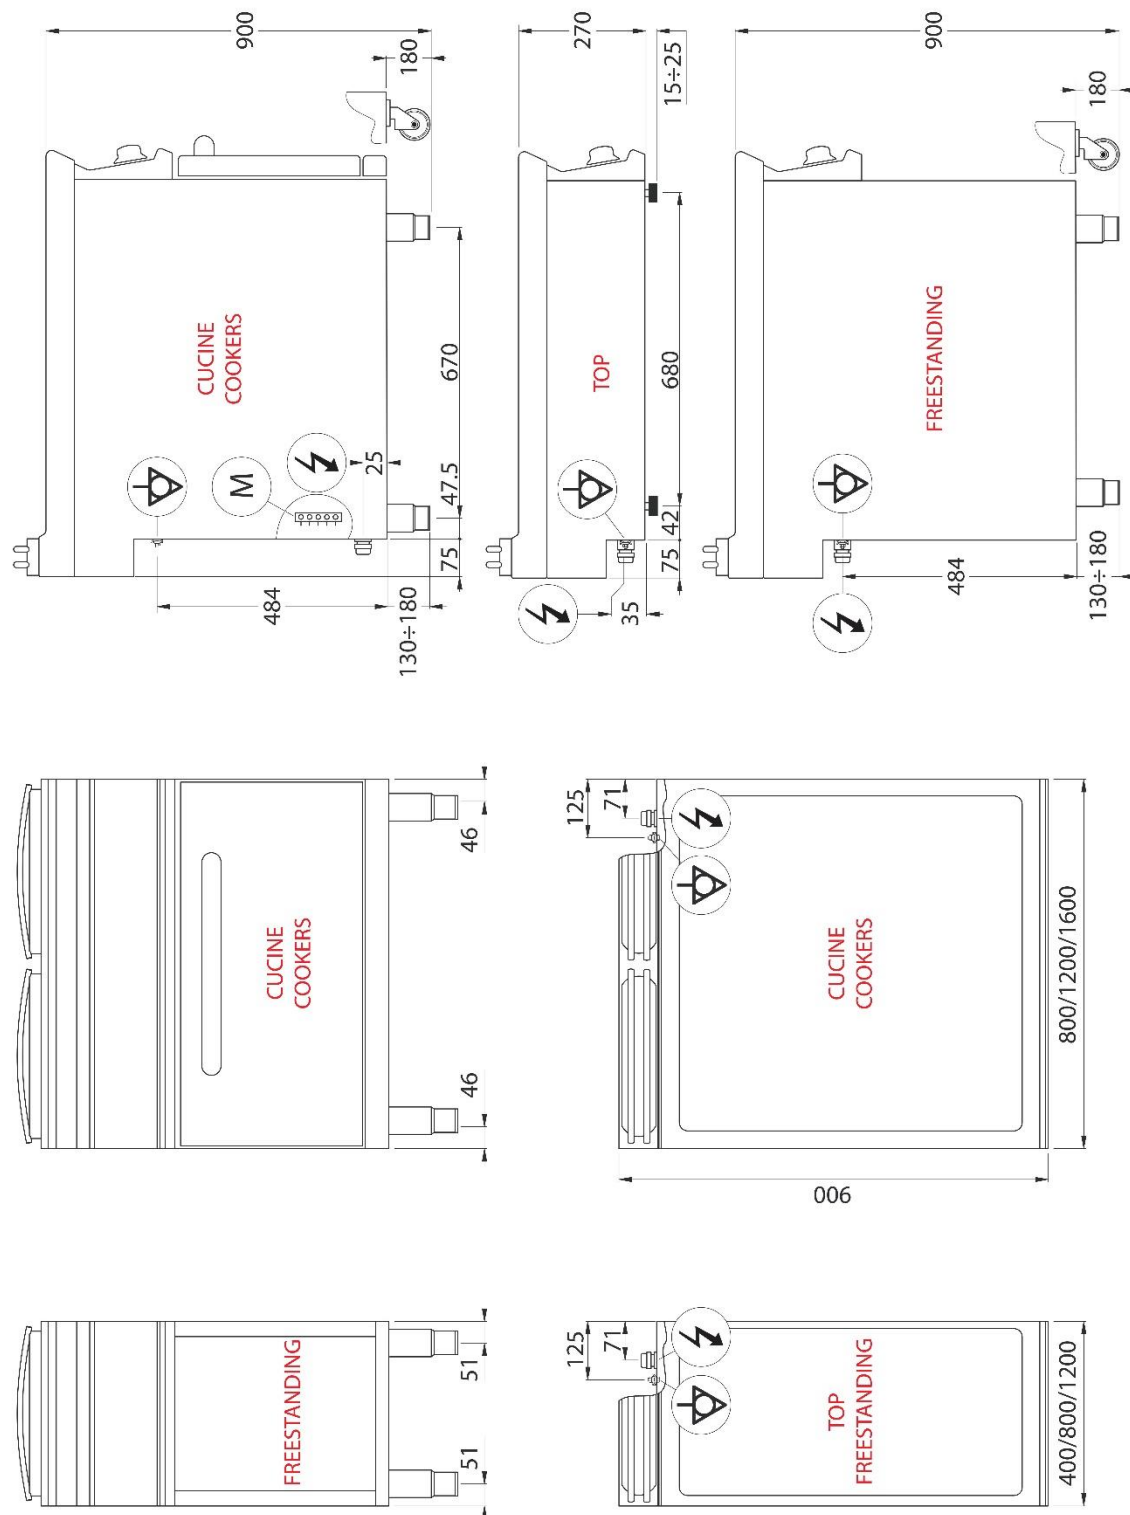 900
180
CUCINE
COOKERS
M
25
670
47.5
75
484
130÷180
270
15÷25
TOP
680
42
75
35
900
180
FREESTANDING
484
130÷180
46
CUCINE
COOKERS
46
125
71
CUCINE
COOKERS
800/1200/1600
900
51
FREESTANDING
51
125
71
TOP
FREESTANDING
400/800/1200